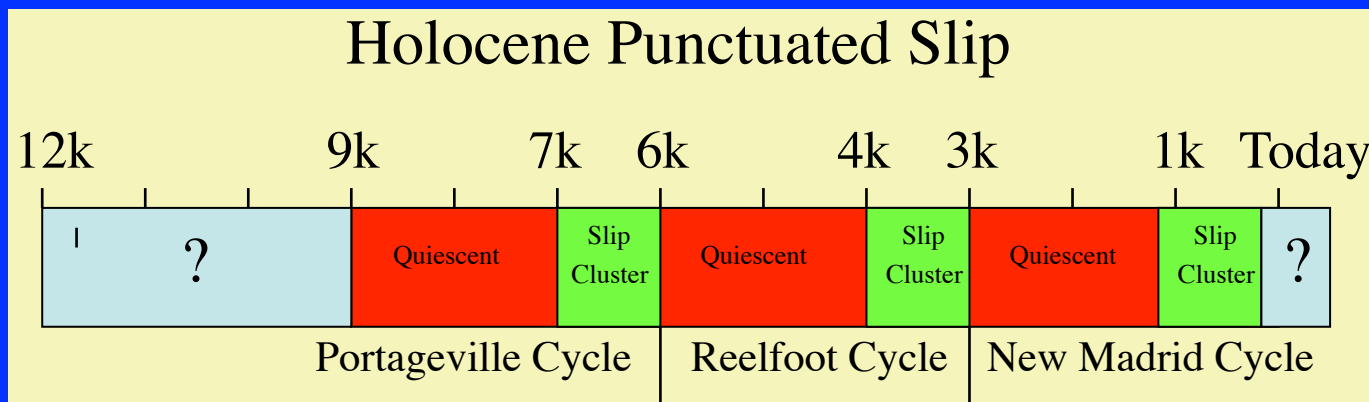 Holocene Punctuated Slip
12k 9k 7k 6k 4k 3k 1k Today
? Quiescent Slip Cluster Quiescent Slip Cluster Quiescent Slip Cluster ?
Portageville Cycle Reelfoot Cycle New Madrid Cycle